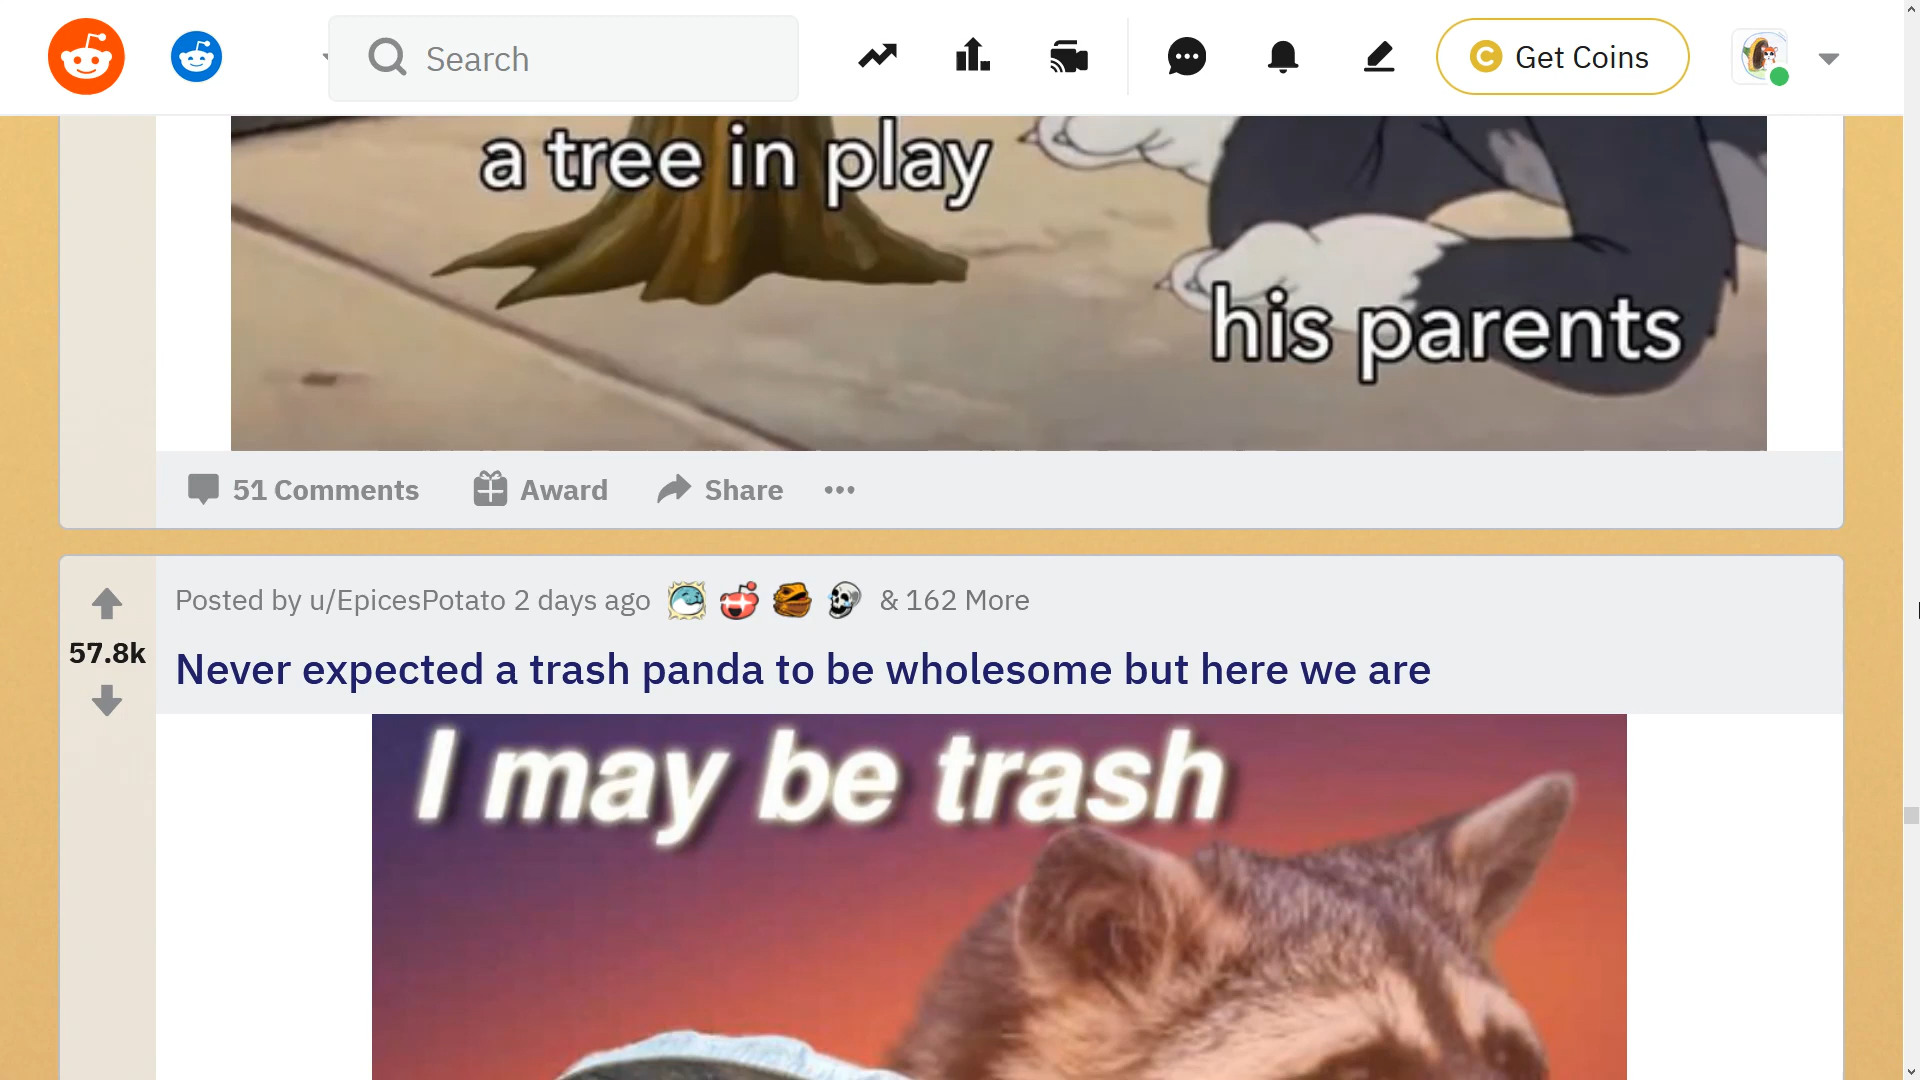 Search
Get Coins
a tree in play
his parents
51 Comments
Award
Share
Posted by u/EpicesPotato 2 days ago
& 162 More
57.8k
Never expected a trash panda to be wholesome but here we are
I may be trash